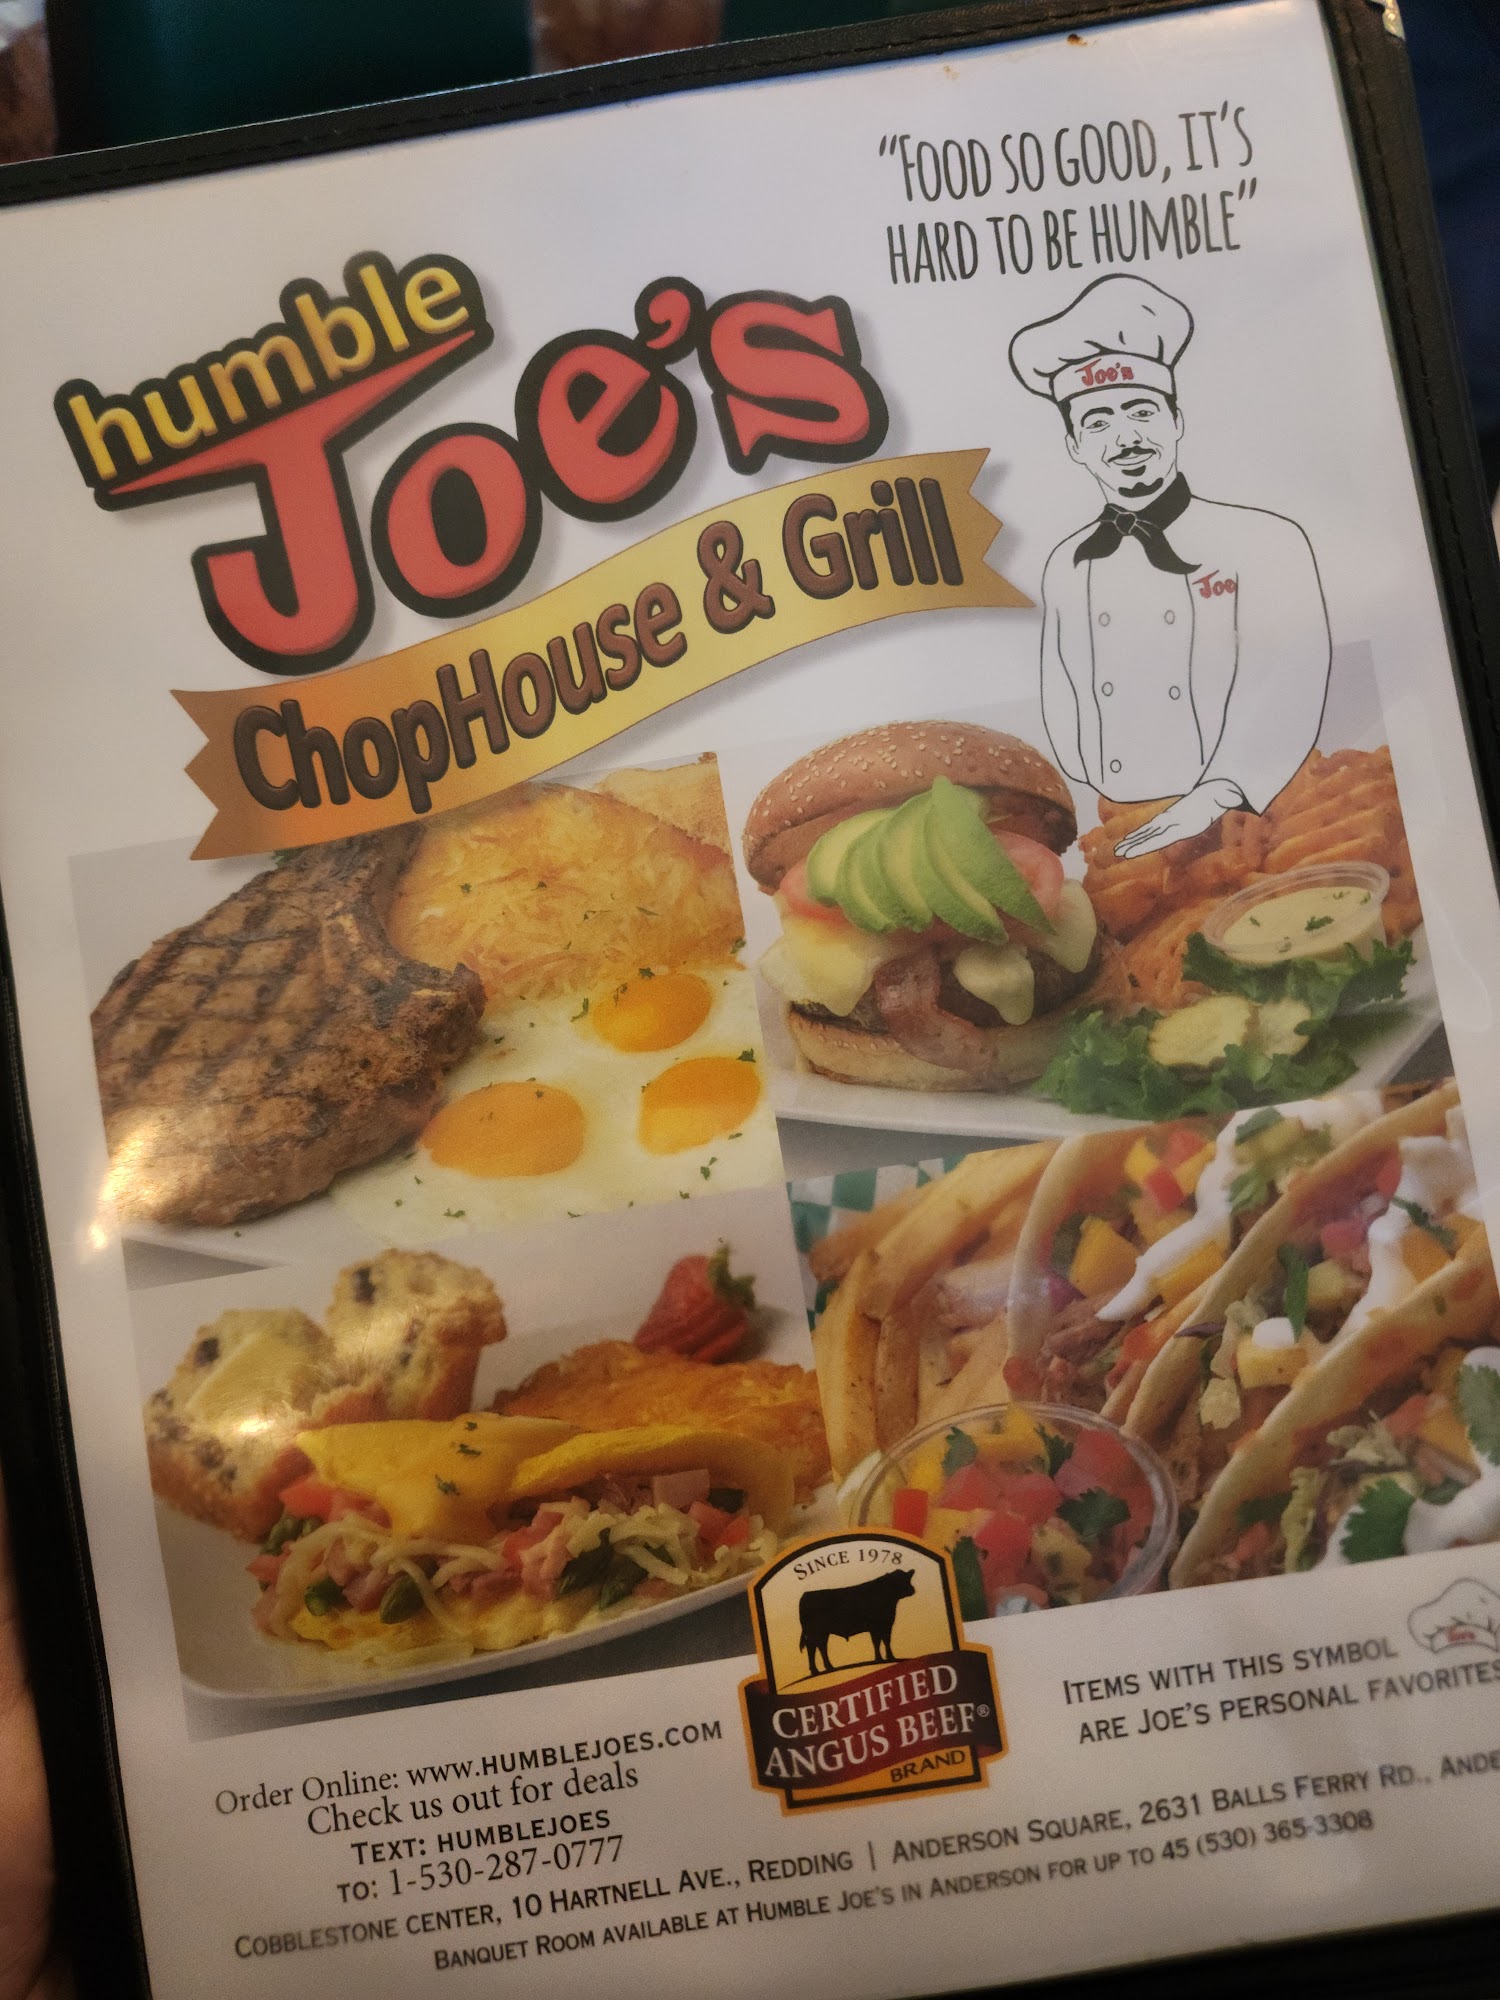 "FOOD SO GOOD, IT'S
HARD TO BE HUMBLE"
humble
Joe's
ChopHouse & Grill
Joe's
Joe
SINCE 1978
CERTIFIED
ANGUS BEEF®
BRAND
ITEMS WITH THIS SYMBOL
ARE JOE'S PERSONAL FAVORITES
Order Online: WWW.HUMBLEJOES.COM
Check us out for deals
TEXT: HUMBLEJOES
TO: 1-530-287-0777
COBBLESTONE CENTER, 10 HARTNELL AVE., REDDING | ANDERSON SQUARE, 2631 BALLS FERRY RD.,
BANQUET ROOM AVAILABLE AT HUMBLE JOE'S IN ANDERSON FOR UP TO 45 (530) 365-3308